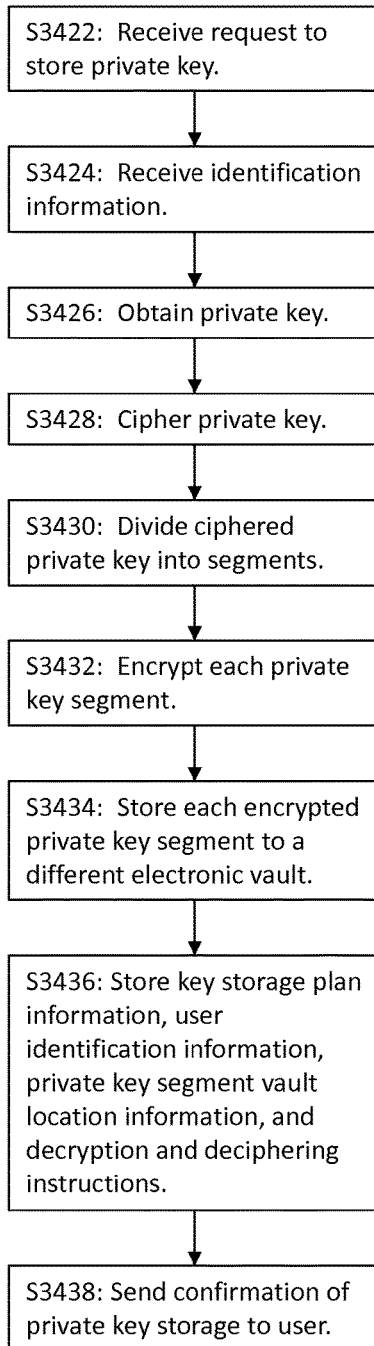 S3422: Receive request to
store private key.
S3424: Receive identification
information.
S3426: Obtain private key.
S3428: Cipher private key.
S3430: Divide ciphered
private key into segments.
S3432: Encrypt each private
key segment.
S3434: Store each encrypted
private key segment to a
different electronic vault.
S3436: Store key storage plan
information, user
identification information,
private key segment vault
location information, and
decryption and deciphering
instructions.
S3438: Send confirmation of
private key storage to user.